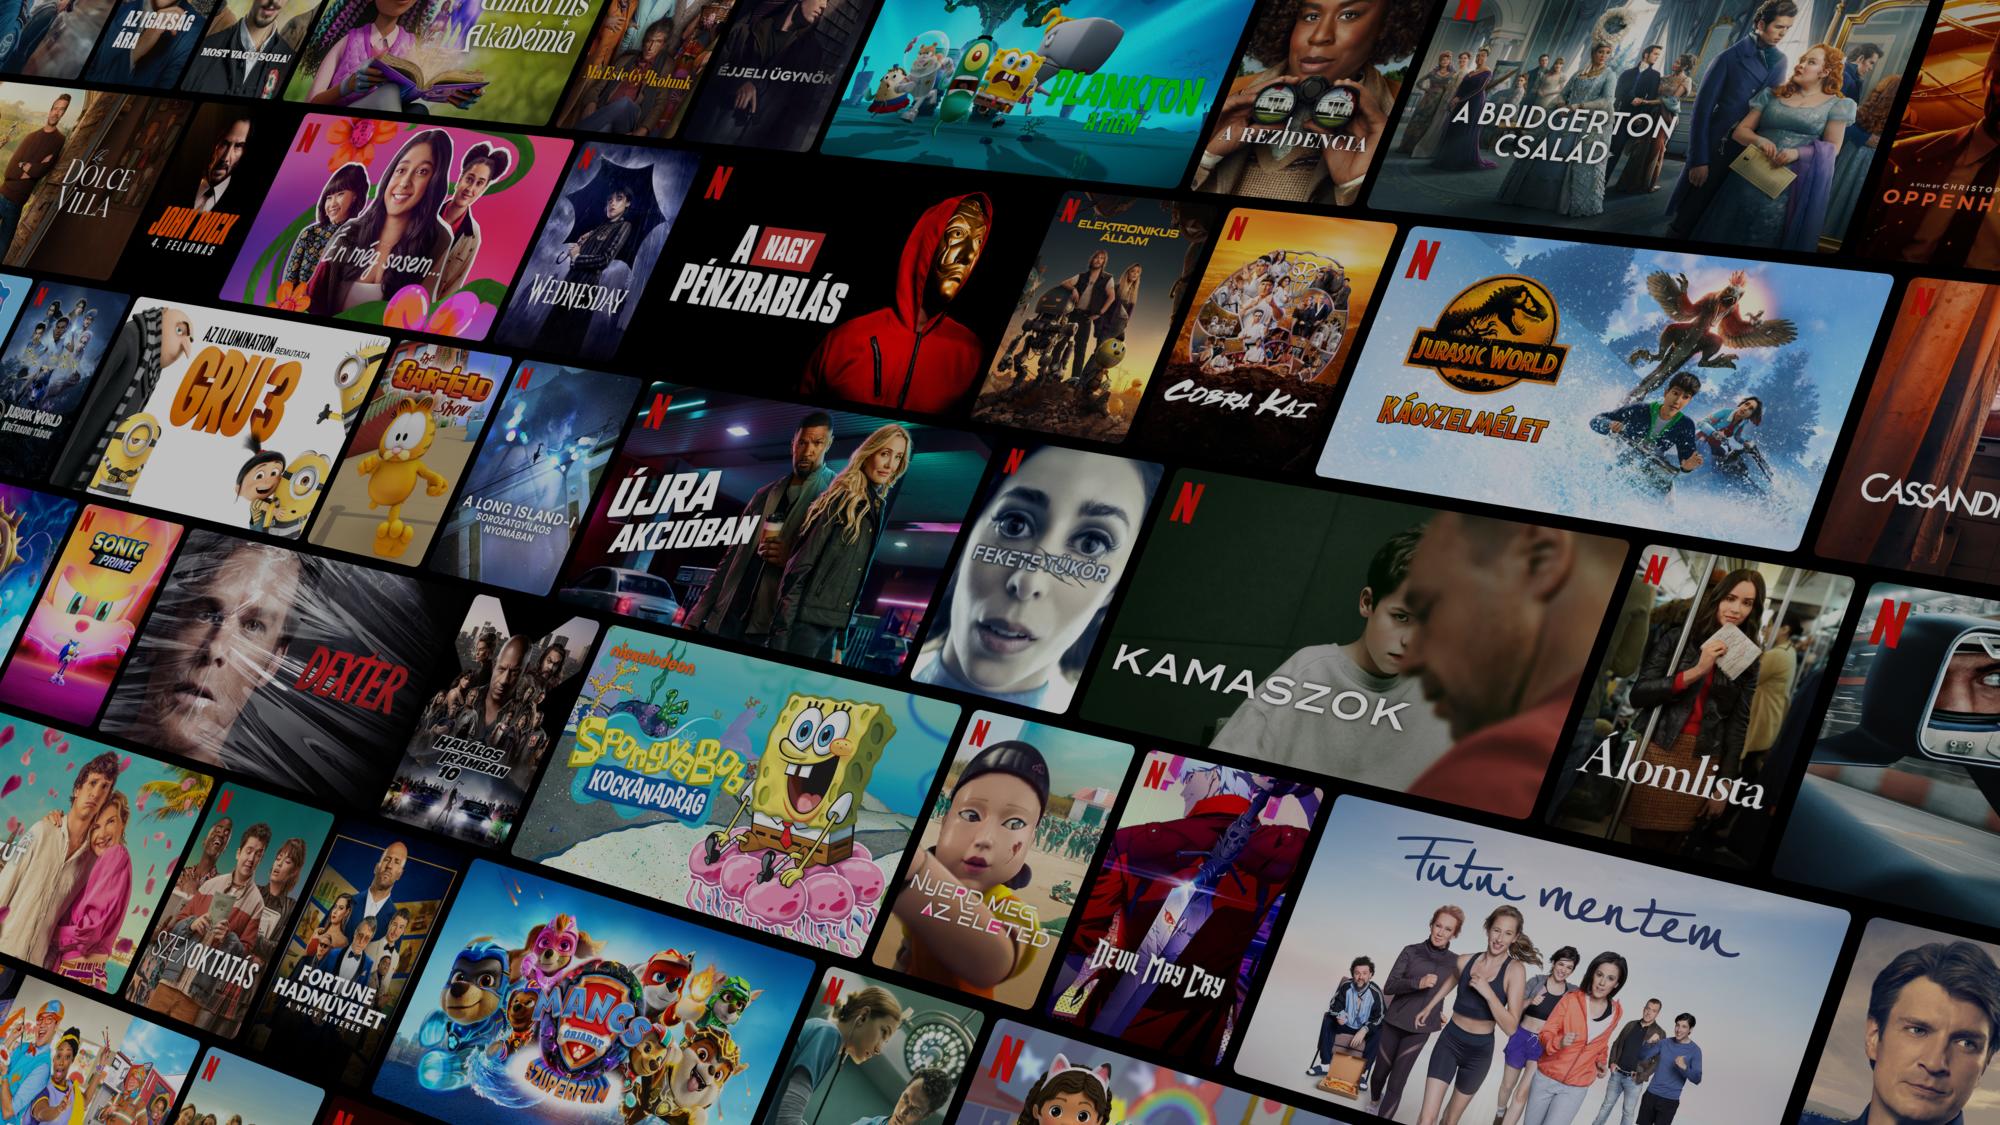 AZ IGAZSÁG
ÁRA
MOST VAGY SOHA!
Unikornis
Akadémia
Ma Este Gyilkolunk
ÉJJELI ÜGYNÖK
PLANKTON
A FILM
A REZIDENCIA
N
A BRIDGERTON
CSALÁD
A FILM BY CHRISTOP
OPPENH
La
DOLCE
VILLA
JOHN WICK
4. FELVONÁS
N
Én még sosem...
N
WEDNESDAY
N
A NAGY
PÉNZRABLÁS
N
ELEKTRONIKUS
ÁLLAM
N
COBRA KAI
N
JURASSIC WORLD
KÁOSZELMÉLET
N
CASSAND
N
JURASSIC WORLD
KRÉTAKORI TÁBOR
AZ ILLUMINATION BEMUTATJA
GRU3
the
GARFIELD
Show
N
A LONG ISLAND-I
SOROZATGYILKOS
NYOMÁBAN
N
ÚJRA
AKCIÓBAN
N
FEKETE TÜKÖR
N
KAMASZOK
N
Álomlista
N
N
SONIC
PRIME
DEXTER
HALÁLOS
IRAMBAN
10
nickelodeon
SPONGYABOB
KOCKANADRÁG
N
NYERD MEG
AZ ÉLETED
N
DEVIL MAY CRY
Futni mentem
ÚT
N
SZEXOKTATÁS
FORTUNE
HADMŰVELET
A NAGY ÁTVERÉS
MANCS
ŐRJÁRAT
SZUPERFILM
N
N
N
N